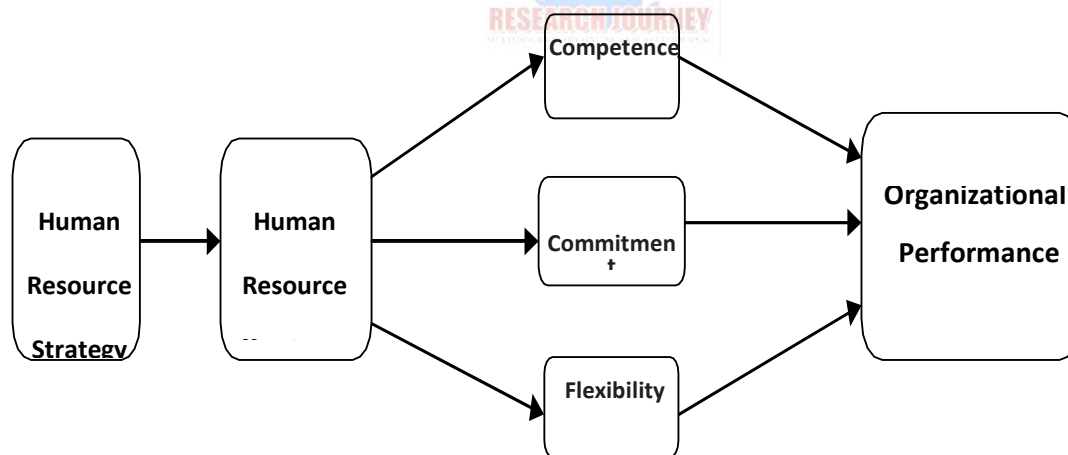 RESEARCH JOURNEY
Competence
Human
Resource
Strategy
Human
Resource
Commitmen
t
Flexibility
Organizational
Performance